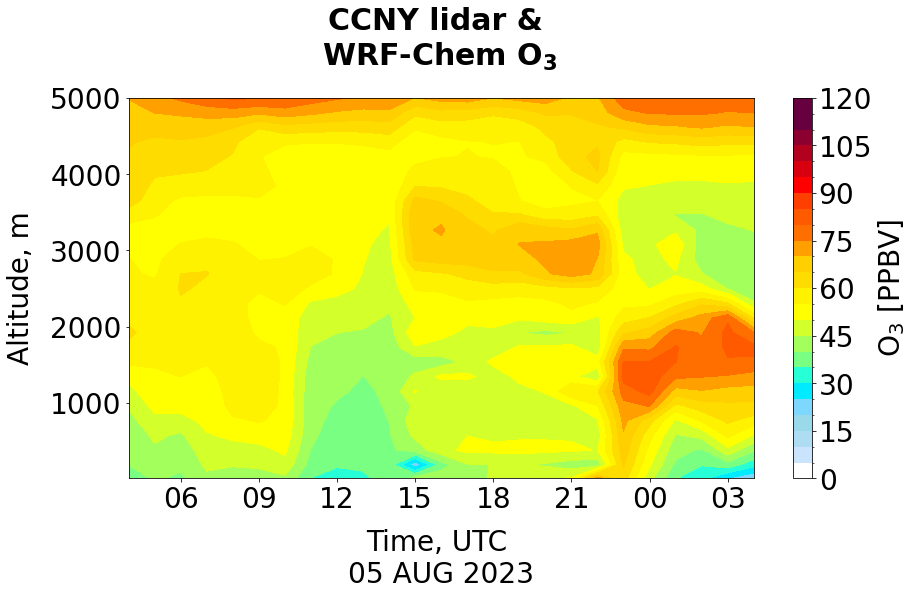 CCNY lidar &
WRF-Chem O₃
5000
4000
3000
2000
1000
Altitude, m
06 09 12 15 18 21 00 03
Time, UTC
05 AUG 2023
120
105
90
75
60
45
30
15
0
O₃ [PPBV]